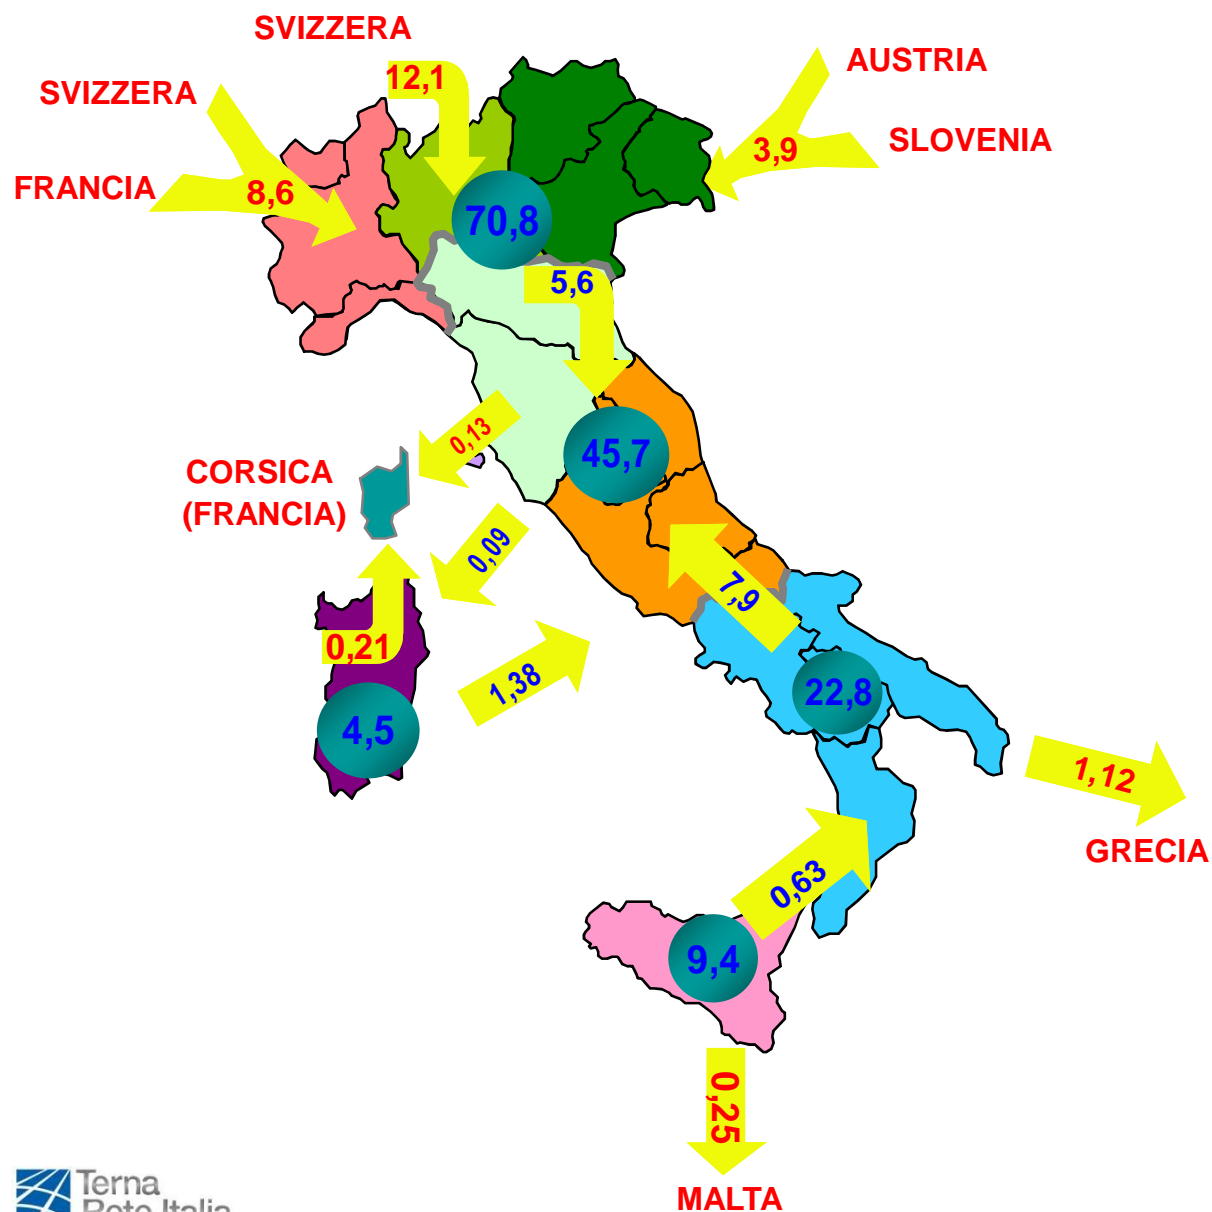 SVIZZERA
12,1
AUSTRIA
SVIZZERA
SLOVENIA
3,9
FRANCIA
8,6
70,8
5,6
0,13
45,7
CORSICA
(FRANCIA)
0,09
7,9
0,21
1,38
22,8
4,5
1,12
GRECIA
0,63
9,4
0,25
Terna
Rete Italia
MALTA